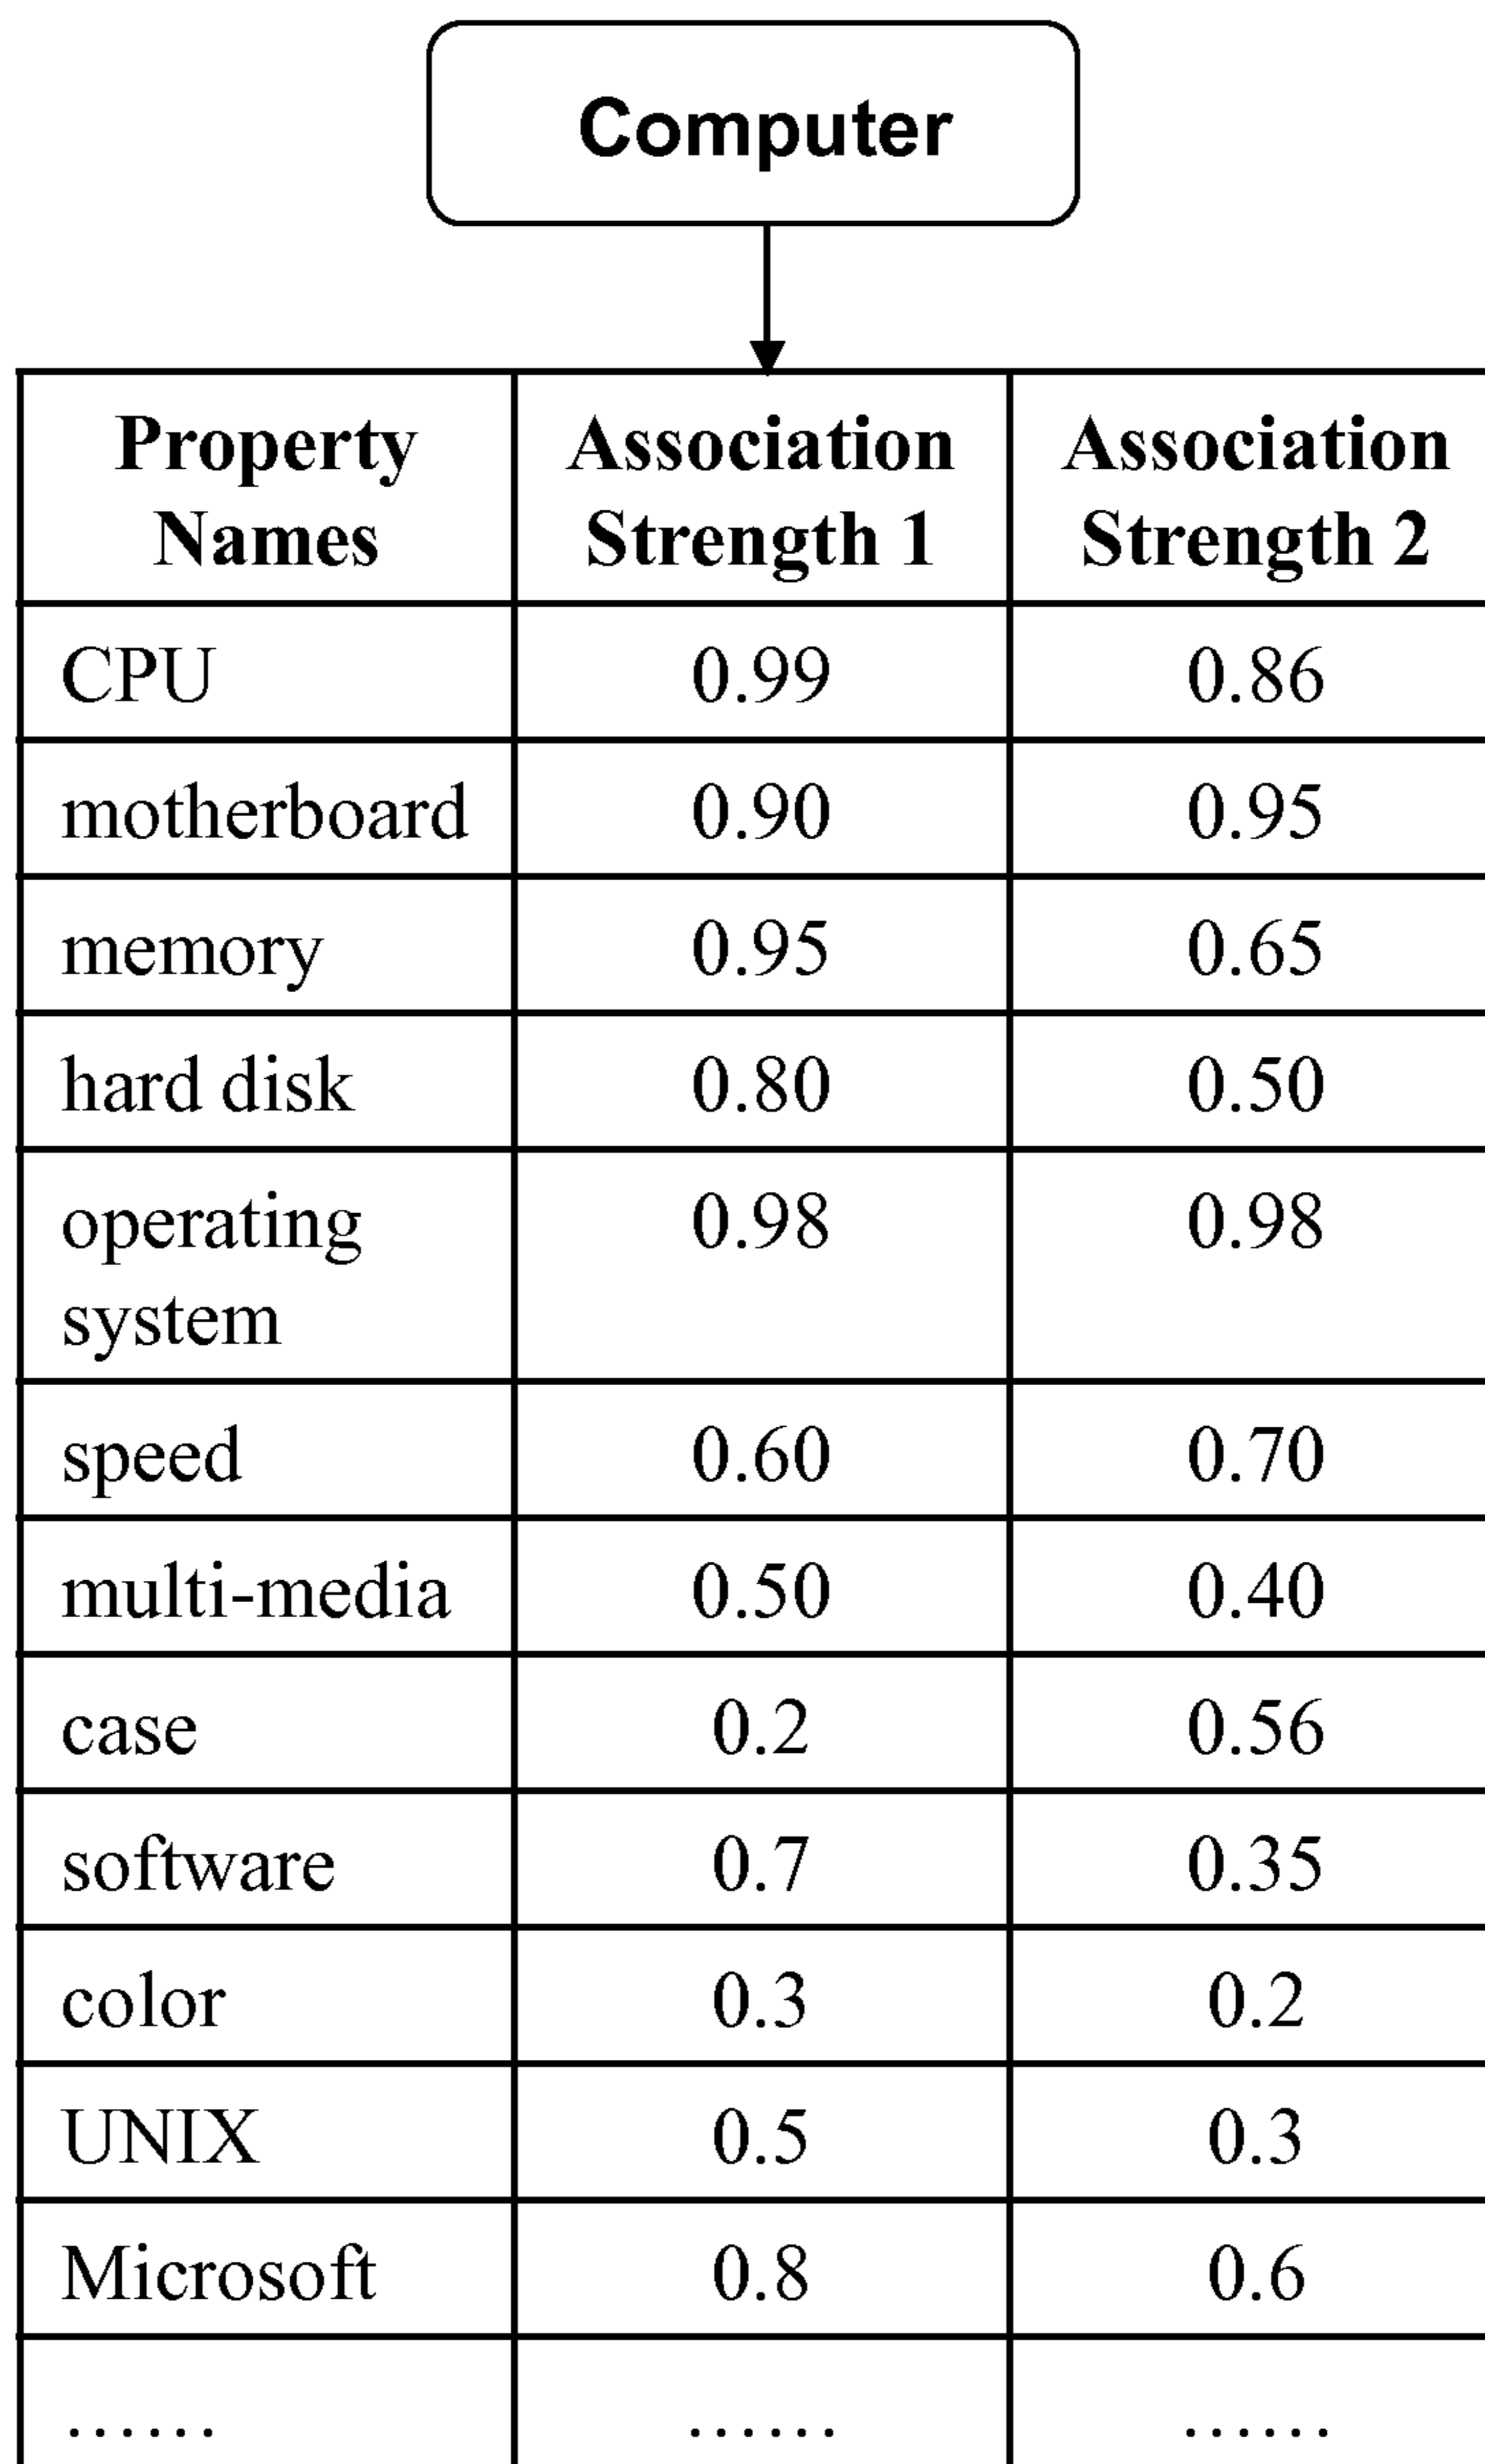 Computer
Property Names Association Strength 1 Association Strength 2
CPU 0.99 0.86
motherboard 0.90 0.95
memory 0.95 0.65
hard disk 0.80 0.50
operating system 0.98 0.98
speed 0.60 0.70
multi-media 0.50 0.40
case 0.2 0.56
software 0.7 0.35
color 0.3 0.2
UNIX 0.5 0.3
Microsoft 0.8 0.6
...... ...... ......